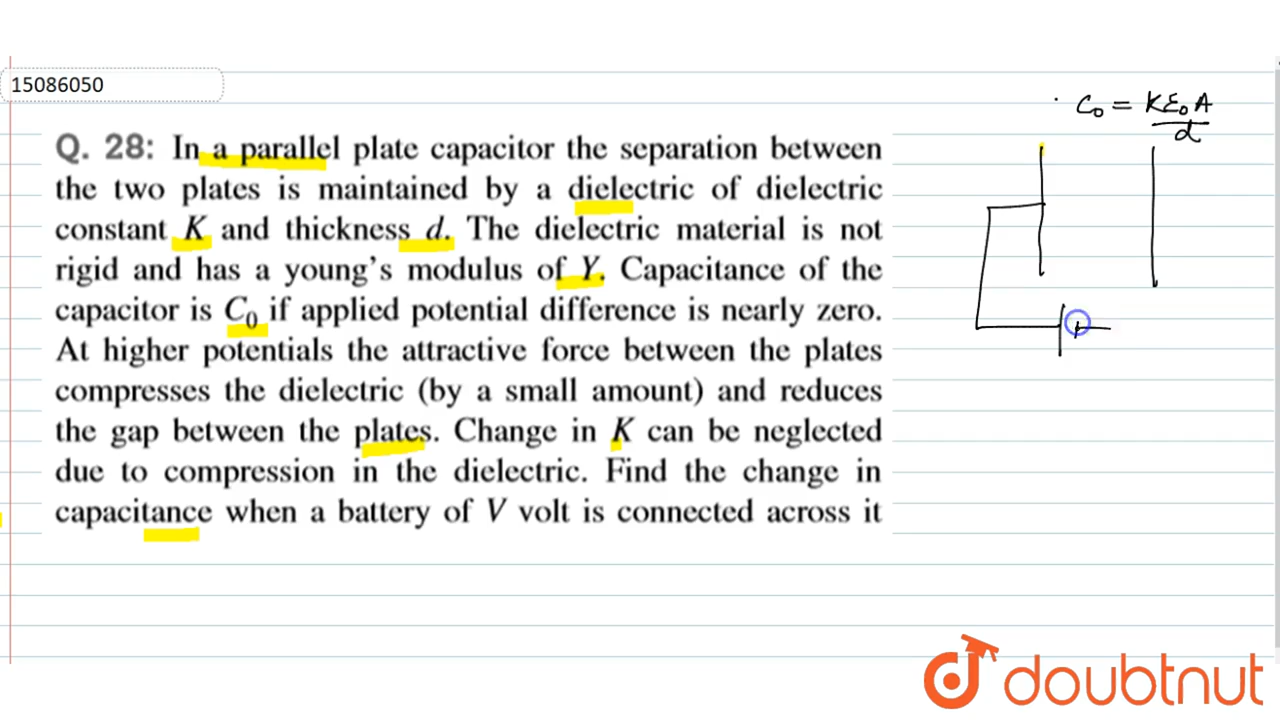 15086050
C₀ = Kε₀A
d
Q. 28: In a parallel plate capacitor the separation between
the two plates is maintained by a dielectric of dielectric
constant K and thickness d. The dielectric material is not
rigid and has a young's modulus of Y. Capacitance of the
capacitor is C₀ if applied potential difference is nearly zero.
At higher potentials the attractive force between the plates
compresses the dielectric (by a small amount) and reduces
the gap between the plates. Change in K can be neglected
due to compression in the dielectric. Find the change in
capacitance when a battery of V volt is connected across it
doubtnut